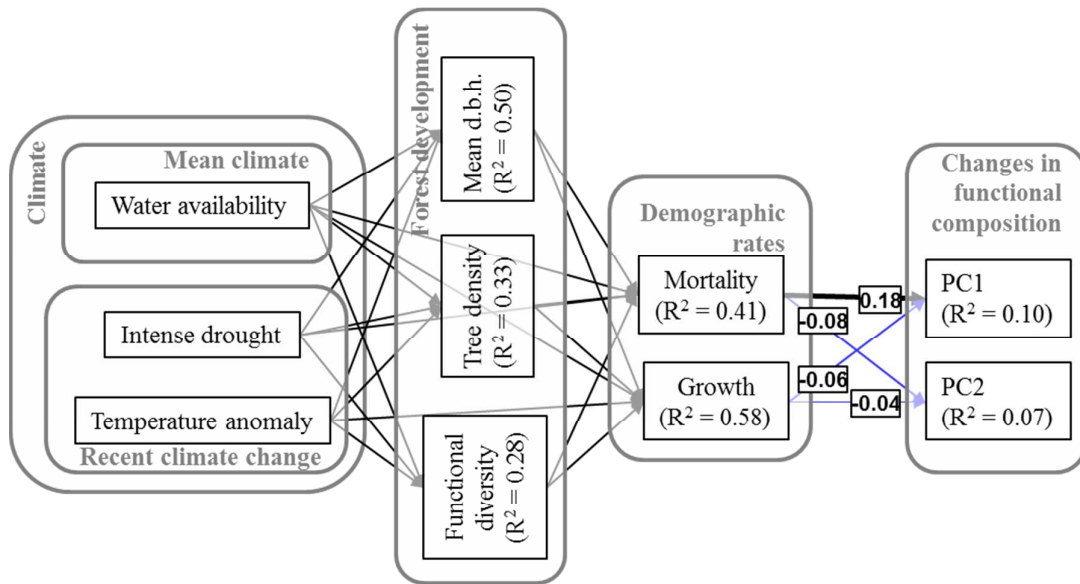 Climate
Mean climate
Water availability
Intense drought
Temperature anomaly
Recent climate change
Forest development
Mean d.b.h.
(R² = 0.50)
Tree density
(R² = 0.33)
Functional
diversity
(R² = 0.28)
Demographic
rates
Mortality
(R² = 0.41)
Growth
(R² = 0.58)
0.18
-0.08
-0.06
-0.04
Changes in
functional
composition
PC1
(R² = 0.10)
PC2
(R² = 0.07)